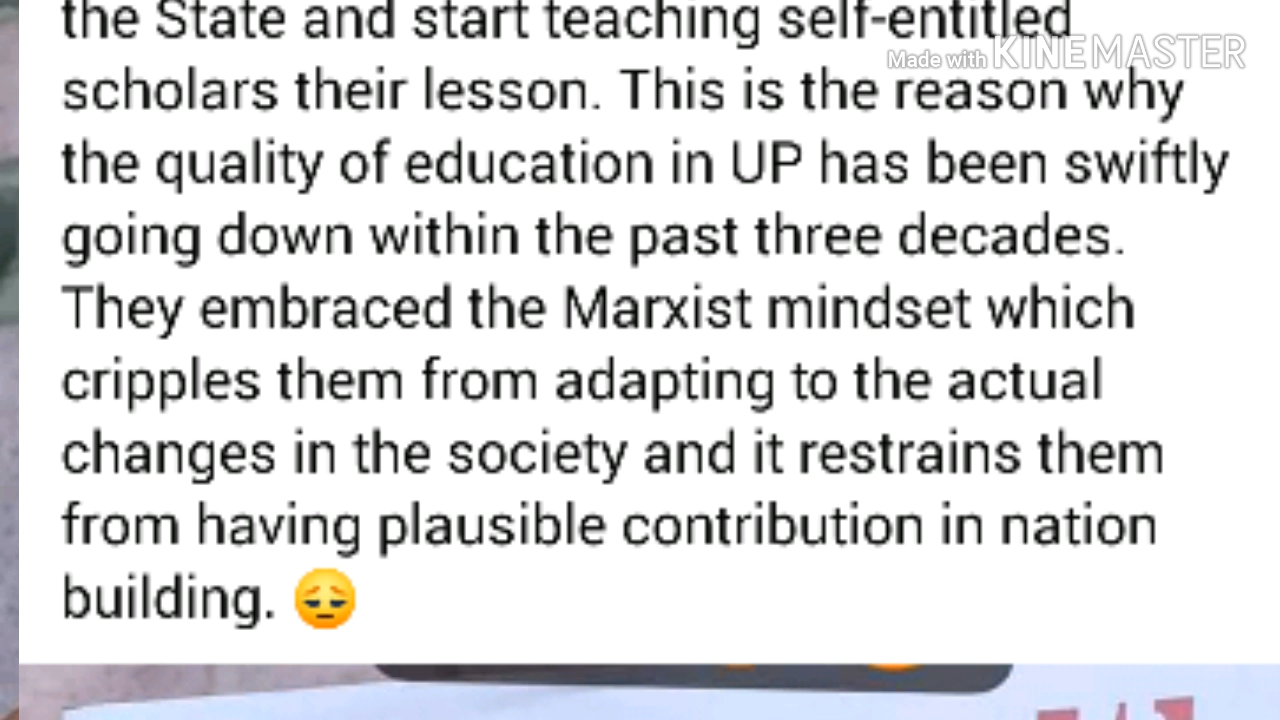 the State and start teaching self-entitled
Made with KINEMASTER
scholars their lesson. This is the reason why
the quality of education in UP has been swiftly
going down within the past three decades.
They embraced the Marxist mindset which
cripples them from adapting to the actual
changes in the society and it restrains them
from having plausible contribution in nation
building. 😔